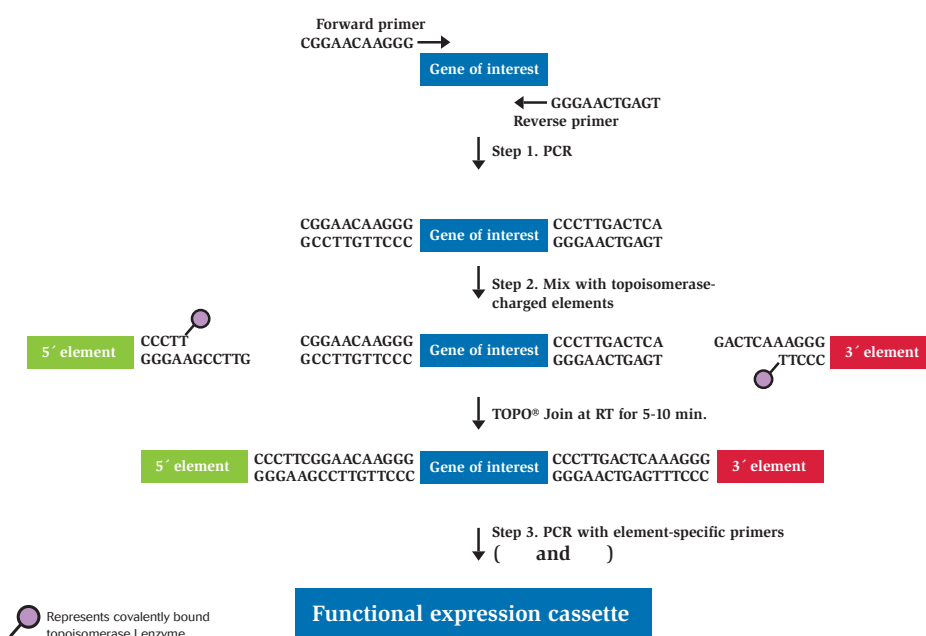 Forward primer
CGGAACAAGGG
Gene of interest
GGGAACTGAGT
Reverse primer
Step 1. PCR
CGGAACAAGGG
GCCTTGTTCCC
Gene of interest
CCCTTGACTCA
GGGAACTGAGT
Step 2. Mix with topoisomerase-
charged elements
5´ element
CCCTT
GGGAAGCCTTG
CGGAACAAGGG
GCCTTGTTCCC
Gene of interest
CCCTTGACTCA
GGGAACTGAGT
GACTCAAAGGG
TTCCC
3´ element
TOPO® Join at RT for 5-10 min.
5´ element
CCCTTCGGAACAAGGG
GGGAAGCCTTGTTCCC
Gene of interest
CCCTTGACTCAAAGGG
GGGAACTGAGTTTCCC
3´ element
Step 3. PCR with element-specific primers
( and )
Functional expression cassette
Represents covalently bound
topoisomerase I enzyme